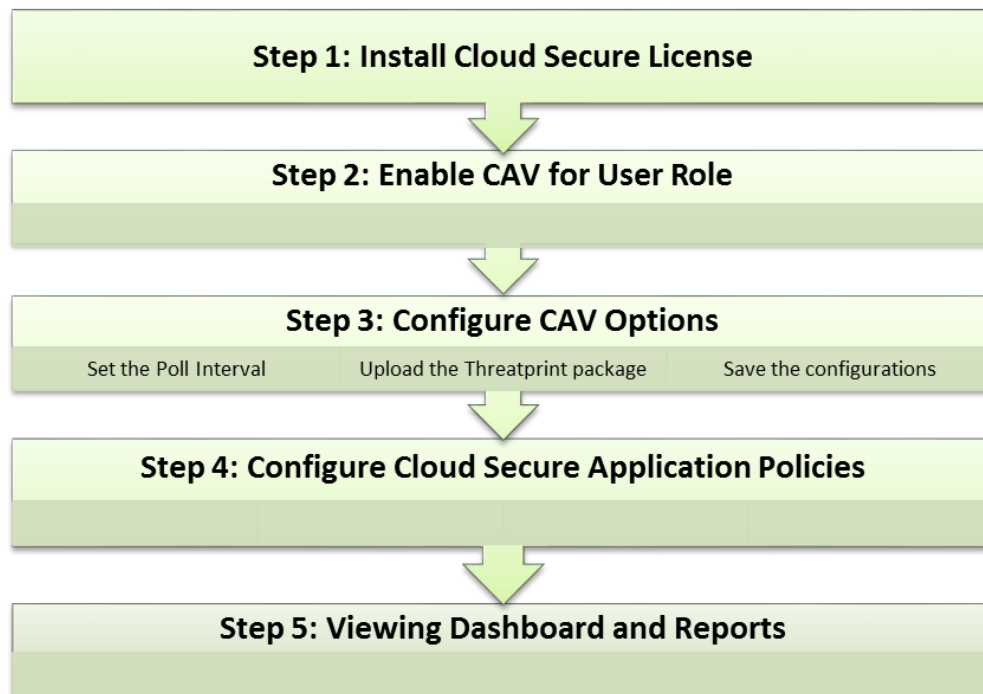 Step 1: Install Cloud Secure License
Step 2: Enable CAV for User Role
Step 3: Configure CAV Options
Set the Poll Interval
Upload the Threatprint package
Save the configurations
Step 4: Configure Cloud Secure Application Policies
Step 5: Viewing Dashboard and Reports